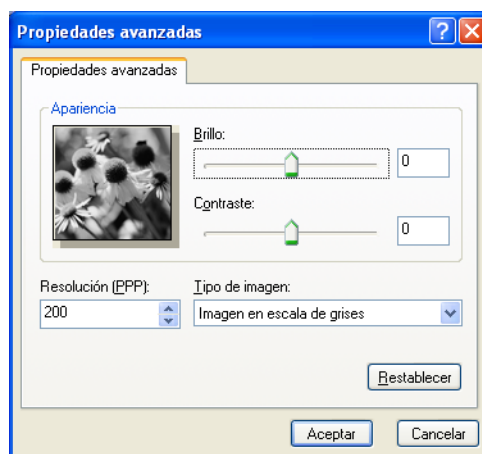 Propiedades avanzadas
Propiedades avanzadas
Apariencia
Brillo:
0
Contraste:
0
Resolución (PPP):
Tipo de imagen:
200
Imagen en escala de grises
Restablecer
Aceptar
Cancelar